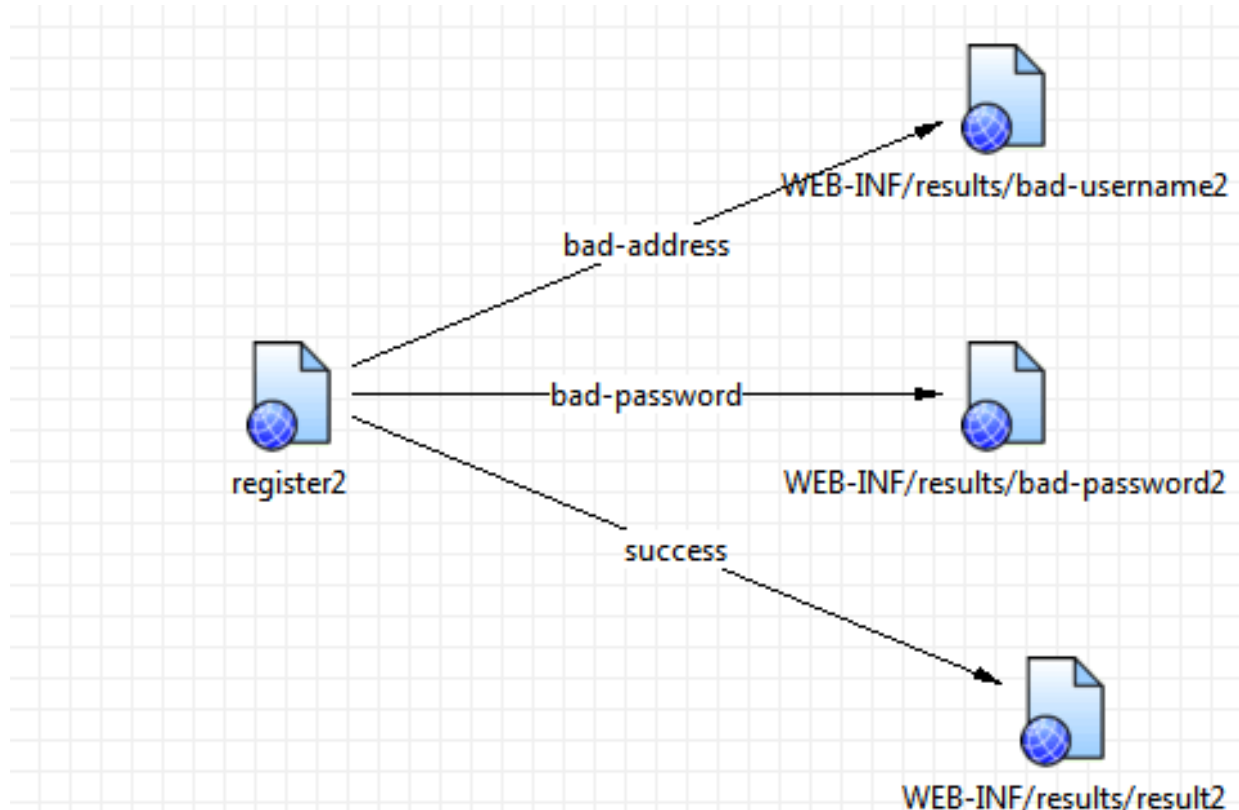 WEB-INF/results/bad-username2
bad-address
bad-password
register2
WEB-INF/results/bad-password2
success
WEB-INF/results/result2